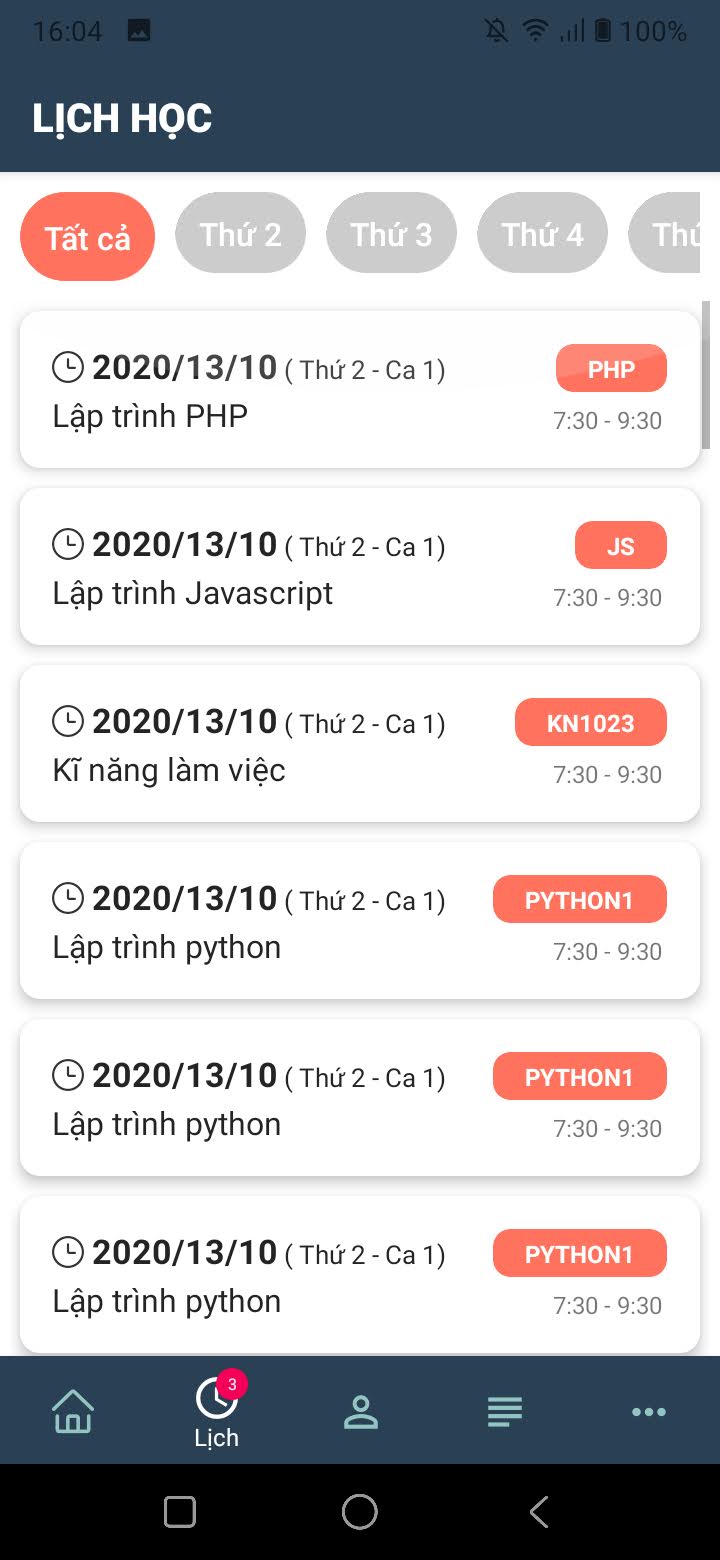 16:04 100%
LỊCH HỌC
Tất cả Thứ 2 Thứ 3 Thứ 4 Thứ
2020/13/10 ( Thứ 2 - Ca 1) PHP
Lập trình PHP 7:30 - 9:30
2020/13/10 ( Thứ 2 - Ca 1) JS
Lập trình Javascript 7:30 - 9:30
2020/13/10 ( Thứ 2 - Ca 1) KN1023
Kĩ năng làm việc 7:30 - 9:30
2020/13/10 ( Thứ 2 - Ca 1) PYTHON1
Lập trình python 7:30 - 9:30
2020/13/10 ( Thứ 2 - Ca 1) PYTHON1
Lập trình python 7:30 - 9:30
2020/13/10 ( Thứ 2 - Ca 1) PYTHON1
Lập trình python 7:30 - 9:30
3
Lịch